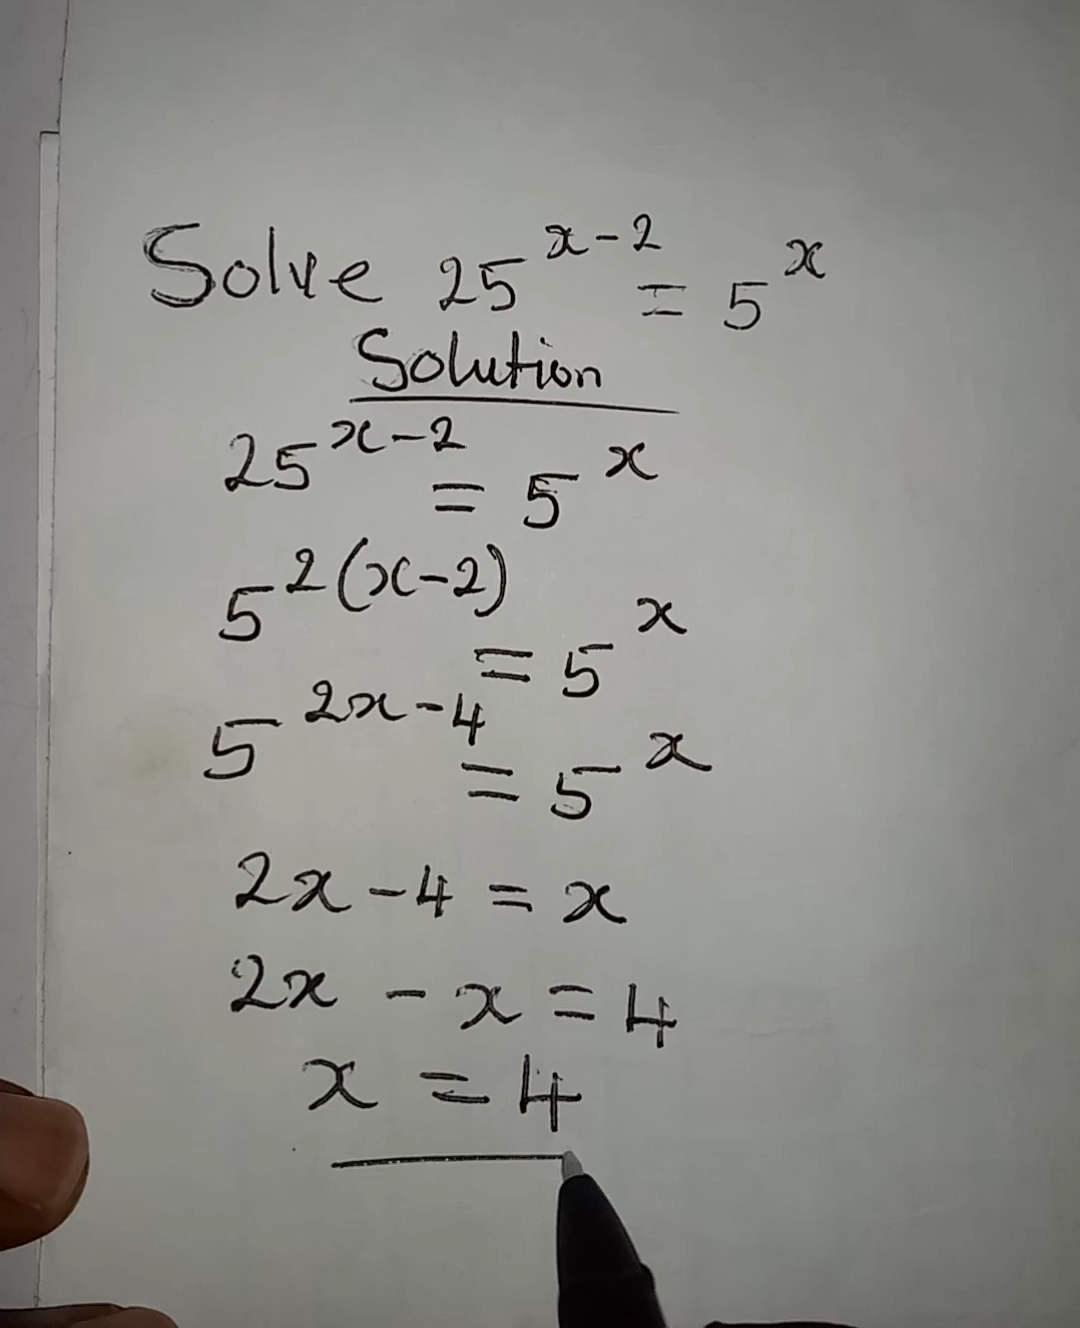 Solve 25^{x-2} = 5^x
Solution
25^{x-2} = 5^x
5^{2(x-2)} = 5^x
5^{2x-4} = 5^x
2x - 4 = x
2x - x = 4
x = 4